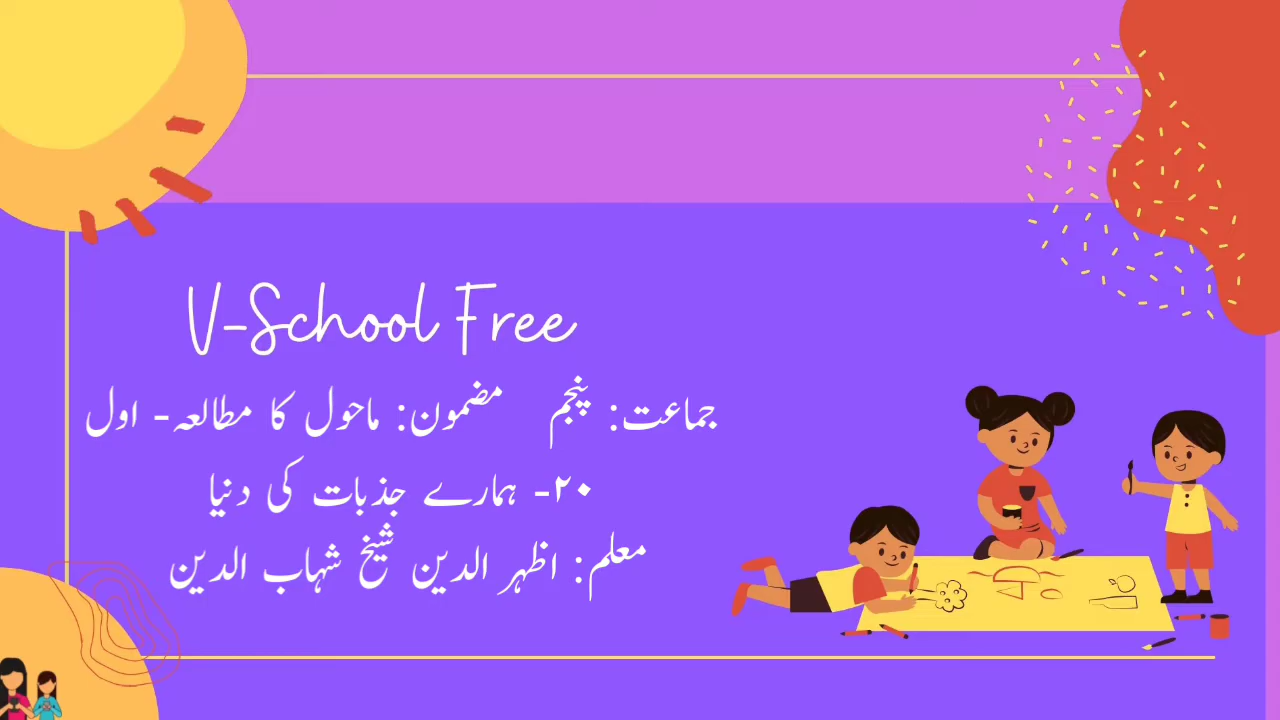 V-School Free
جماعت: پنجم مضمون: ماحول کا مطالعہ- اول
۲۰- ہمارے جذبات کی دنیا
معلم: اظہر الدین شیخ شہاب الدین